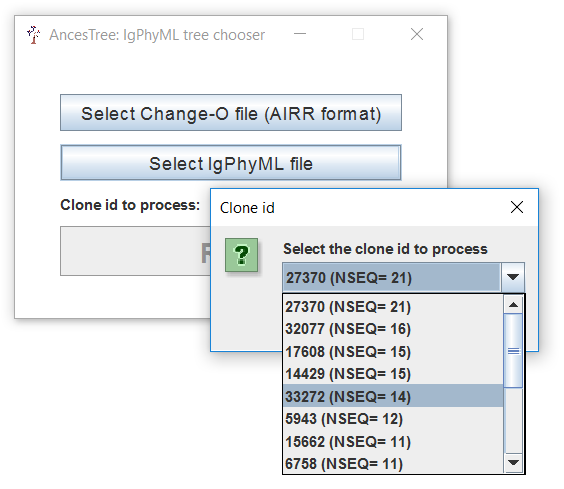 AncesTree: IgPhyML tree chooser
Select Change-O file (AIRR format)
Select IgPhyML file
Clone id to process:
Clone id
Select the clone id to process
27370 (NSEQ= 21)
27370 (NSEQ= 21)
32077 (NSEQ= 16)
17608 (NSEQ= 15)
14429 (NSEQ= 15)
33272 (NSEQ= 14)
5943 (NSEQ= 12)
15662 (NSEQ= 11)
6758 (NSEQ= 11)